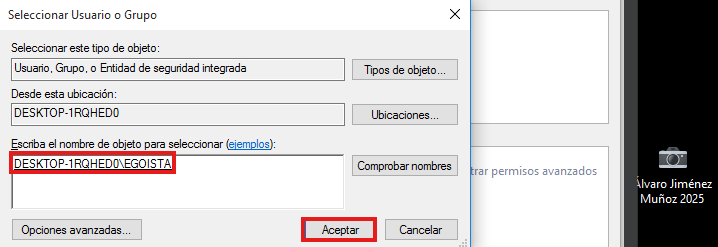 Seleccionar Usuario o Grupo
Seleccionar este tipo de objeto:
Usuario, Grupo, o Entidad de seguridad integrada
Tipos de objeto...
Desde esta ubicación:
DESKTOP-1RQHED0
Ubicaciones...
Escriba el nombre de objeto para seleccionar (ejemplos):
DESKTOP-1RQHED0\EGOISTA
Comprobar nombres
trar permisos avanzados
Opciones avanzadas...
Aceptar
Cancelar
Álvaro Jiménez
Muñoz 2025